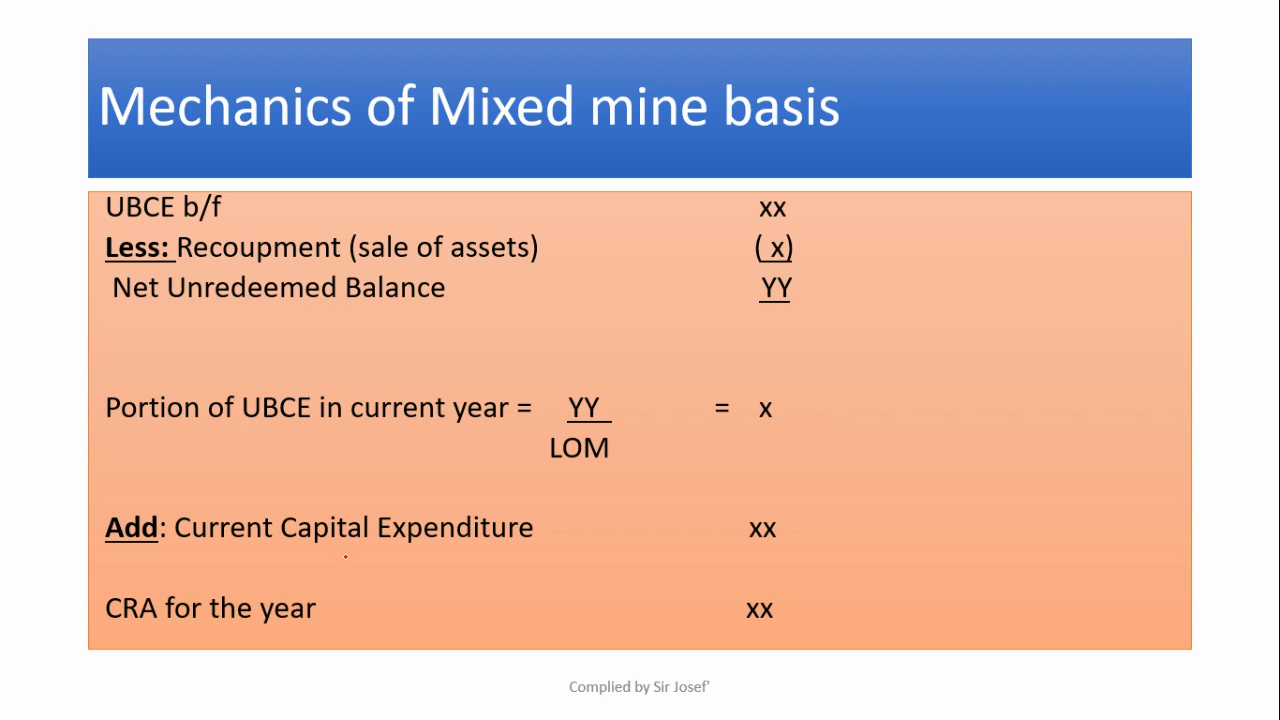 Mechanics of Mixed mine basis
UBCE b/f xx
Less: Recoupment (sale of assets) ( x)
Net Unredeemed Balance YY
Portion of UBCE in current year = YY = x
LOM
Add: Current Capital Expenditure xx
CRA for the year xx
Complied by Sir Josef'